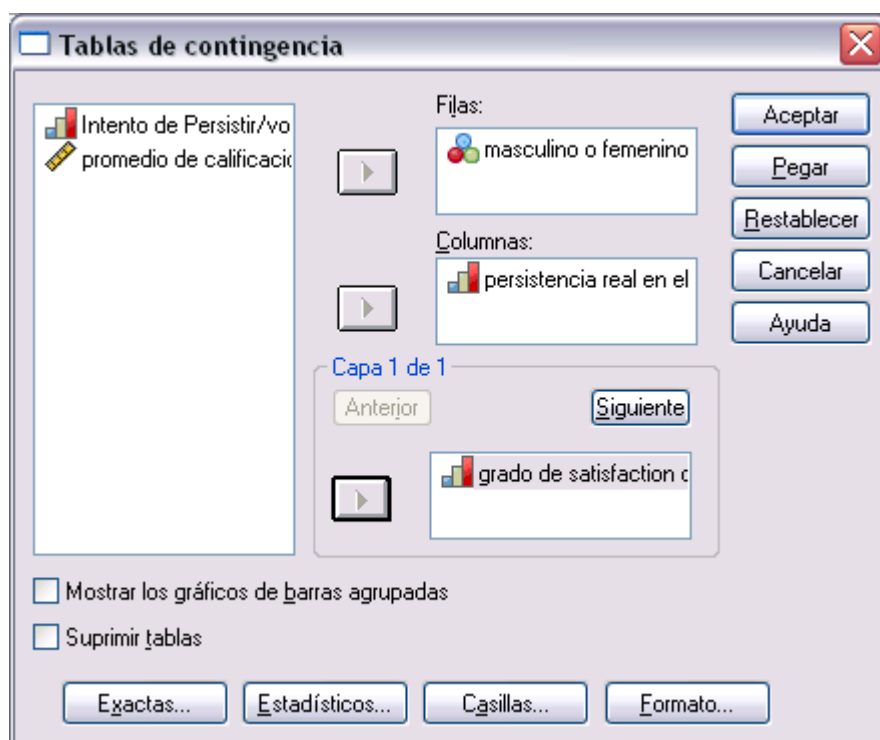 Tablas de contingencia
Intento de Persistir/vo
promedio de calificacio
Filas:
masculino o femenino
Columnas:
persistencia real en el
Capa 1 de 1
Anterior
Siguiente
grado de satisfaction c
Mostrar los gráficos de barras agrupadas
Suprimir tablas
Aceptar
Pegar
Restablecer
Cancelar
Ayuda
Exactas...
Estadísticos...
Casillas...
Formato...